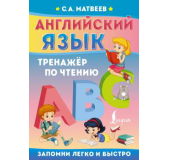 С.А. МАТВЕЕВ
АНГЛИЙСКИЙ
ЯЗЫК
ТРЕНАЖЁР
ПО ЧТЕНИЮ
ABC
ЗАПОМНИ ЛЕГКО И БЫСТРО